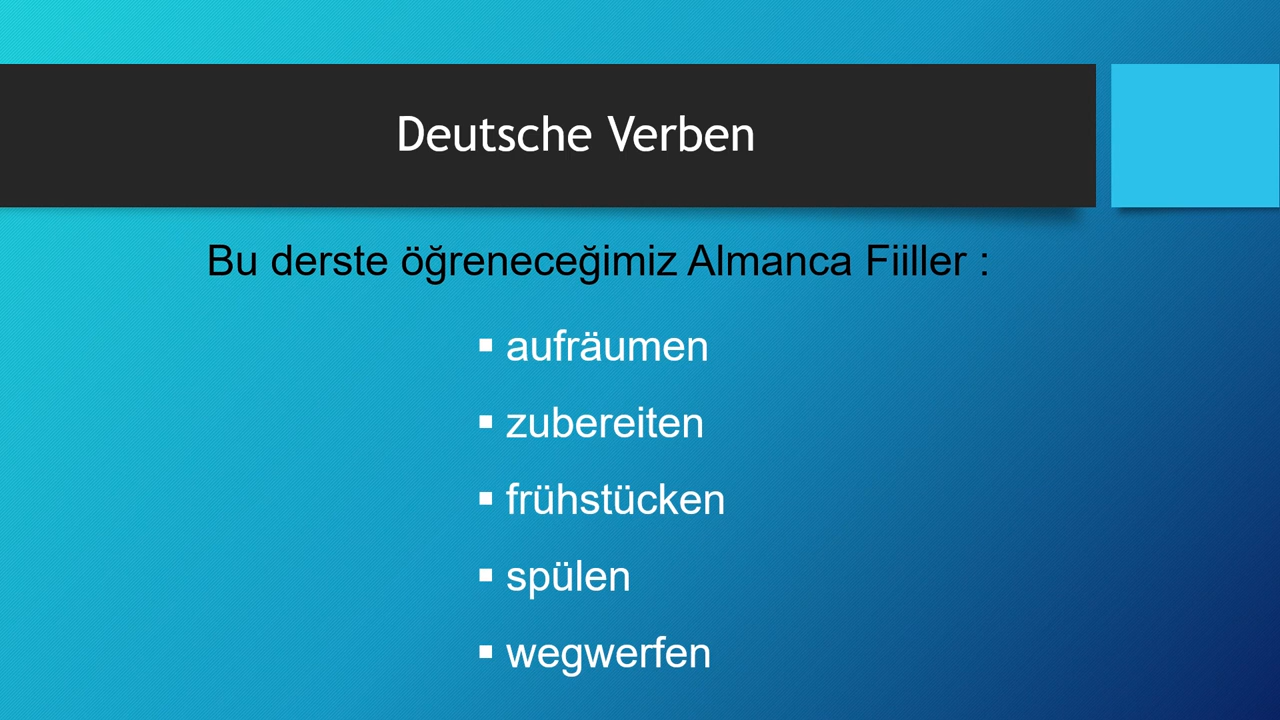 Deutsche Verben
Bu derste öğreneceğimiz Almanca Fiiller :
▪ aufräumen
▪ zubereiten
▪ frühstücken
▪ spülen
▪ wegwerfen